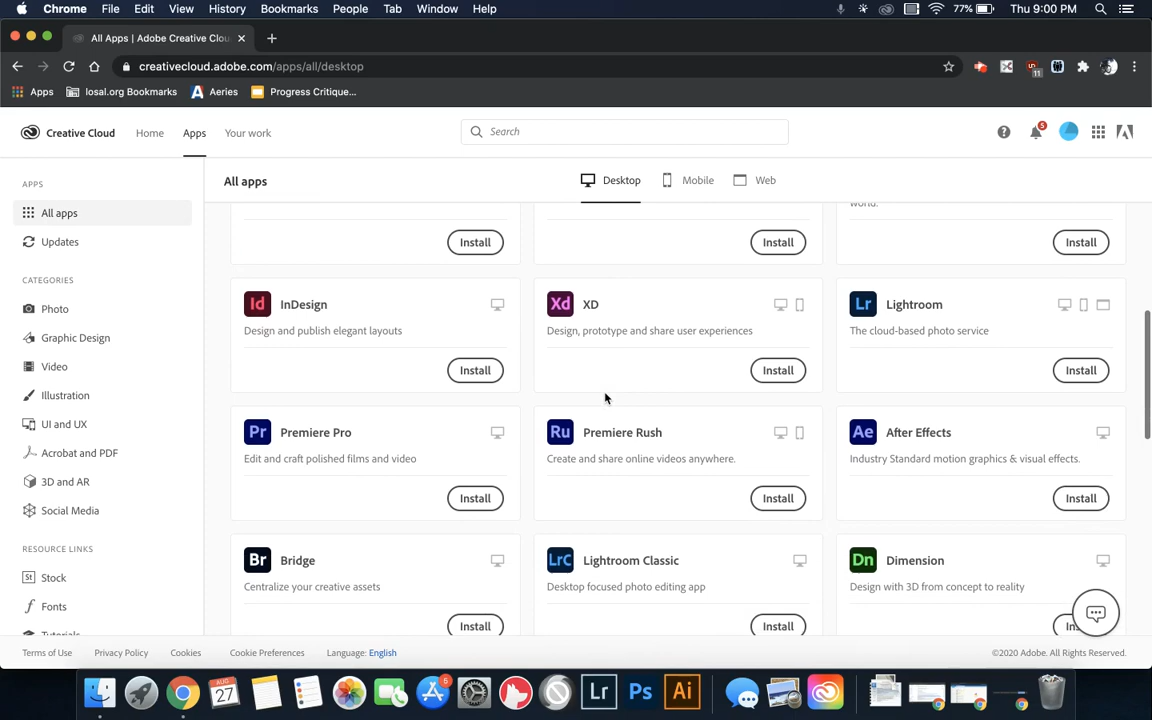 Chrome File Edit View History Bookmarks People Tab Window Help 77% Thu 9:00 PM
All Apps | Adobe Creative Clou
creativecloud.adobe.com/apps/all/desktop
11
Apps losal.org Bookmarks Aeries Progress Critique...
Creative Cloud Home Apps Your work Search 5
APPS All apps Desktop Mobile Web
All apps
world.
Updates Install Install Install
CATEGORIES
Photo Id InDesign Xd XD Lr Lightroom
Design and publish elegant layouts Design, prototype and share user experiences The cloud-based photo service
Graphic Design
Video Install Install Install
Illustration
UI and UX Pr Premiere Pro Ru Premiere Rush Ae After Effects
Acrobat and PDF Edit and craft polished films and video Create and share online videos anywhere. Industry Standard motion graphics & visual effects.
3D and AR
Social Media Install Install Install
RESOURCE LINKS
Br Bridge LrC Lightroom Classic Dn Dimension
St Stock Centralize your creative assets Desktop focused photo editing app Design with 3D from concept to reality
Fonts
Tutorials Install Install In
Terms of Use Privacy Policy Cookies Cookie Preferences Language: English ©2020 Adobe. All Rights Reserved.
AUG 27 5 Lr Ps Ai